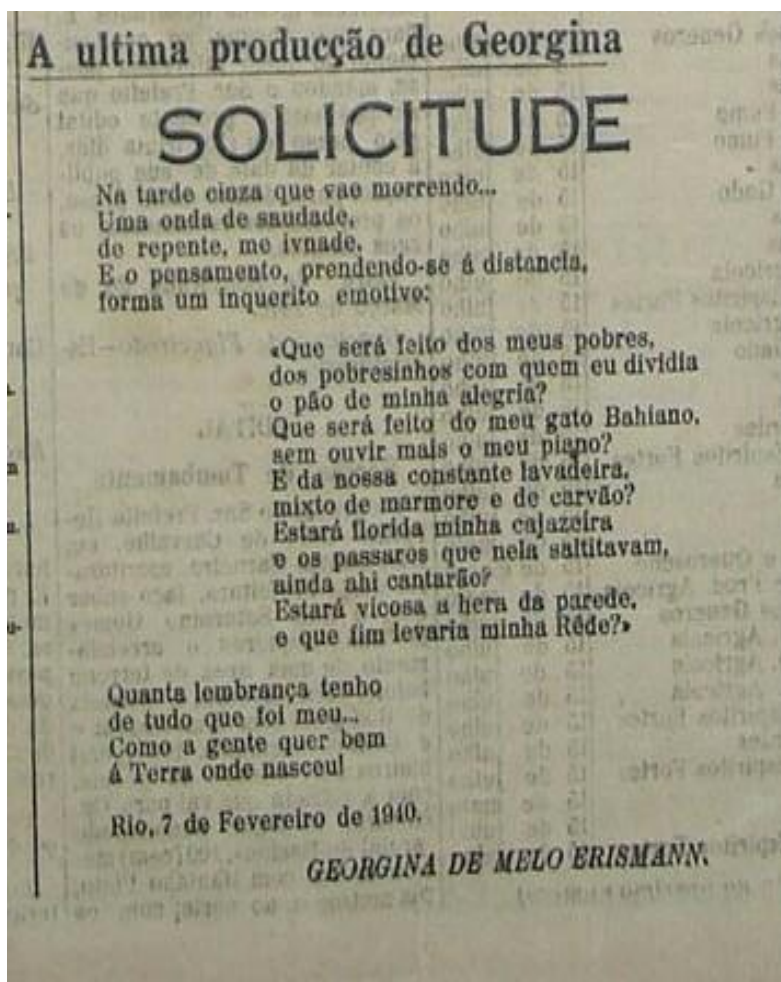 A ultima producção de Georgina
SOLICITUDE
Na tarde cinza que vae morrendo...
Uma onda de saudade,
de repente, me ivnade.
E o pensamento, prendendo-se á distancia,
forma um inquerito emotivo:
«Que será feito dos meus pobres,
dos pobresinhos com quem eu dividia
o pão de minha alegria?
Que será feito do meu gato Bahiano,
sem ouvir mais o meu piano?
E da nossa constante lavadeira,
mixto de marmore e de carvão?
Estará florida minha cajazeira
e os passaros que nela saltitavam,
ainda ahi cantarão?
Estará viçosa a hera da parede,
e que fim levaria minha Rêde?»
Quanta lembrança tenho
de tudo que foi meu...
Como a gente quer bem
á Terra onde nasceu!
Rio, 7 de Fevereiro de 1940.
GEORGINA DE MELO ERISMANN.